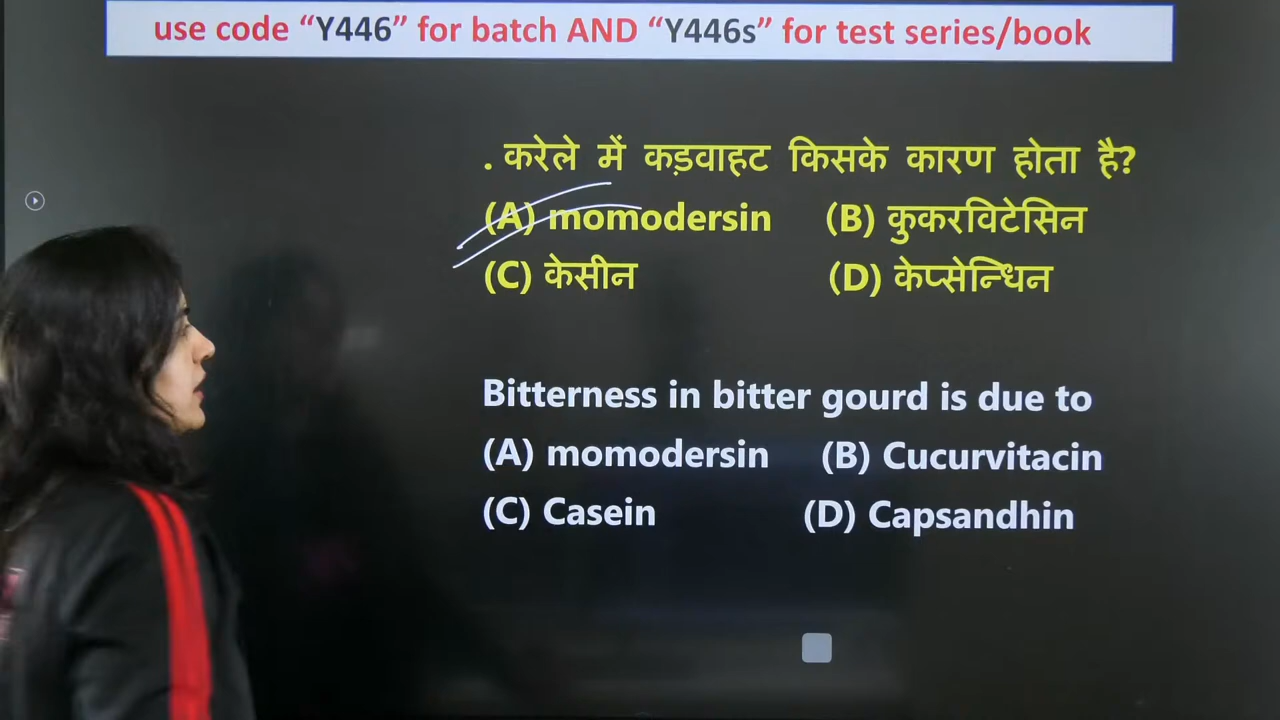 use code “Y446” for batch AND “Y446s” for test series/book
. करेले में कड़वाहट किसके कारण होता है?
(A) momodersin (B) कुकरविटेसिन
(C) केसीन (D) केप्सेन्धिन
Bitterness in bitter gourd is due to
(A) momodersin (B) Cucurvitacin
(C) Casein (D) Capsandhin